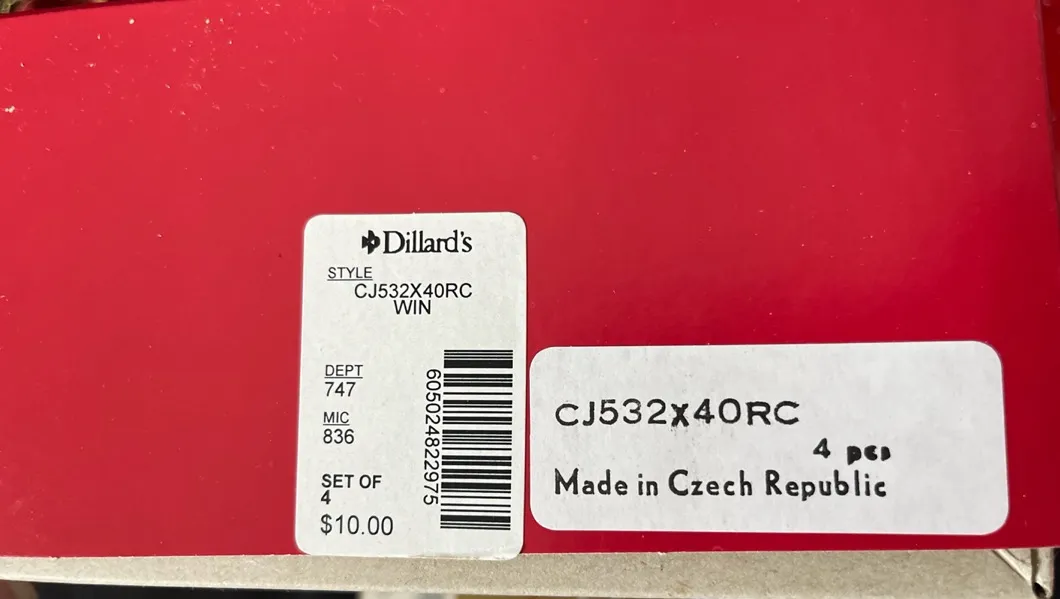 Dillard's
STYLE
CJ532X40RC
WIN
DEPT
747
MIC
836
SET OF
4
$10.00
605024822975
CJ532X40RC
4 pcs
Made in Czech Republic